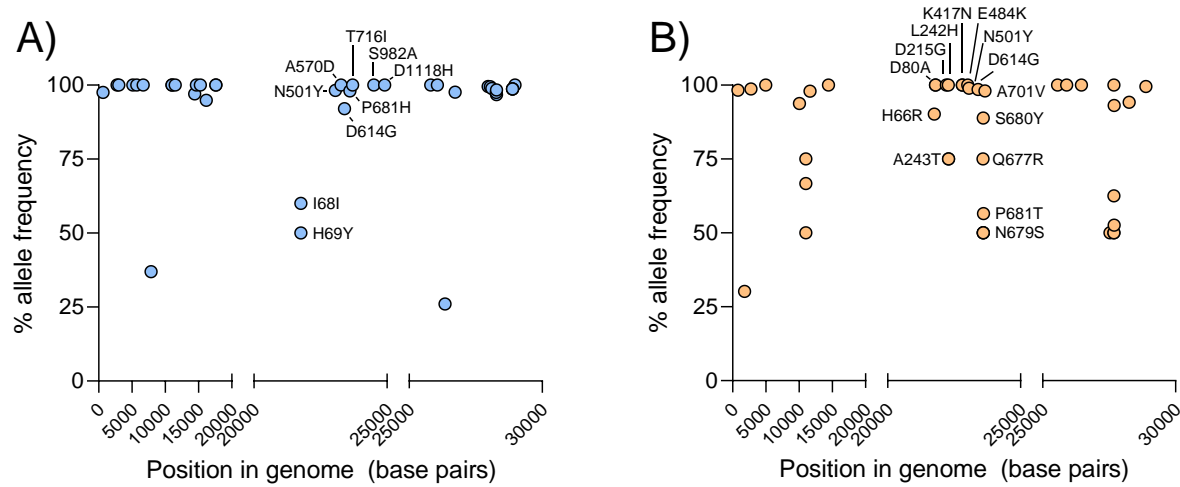 A)
T716I
S982A
A570D
D1118H
N501Y
P681H
D614G
I68I
H69Y
100
75
50
25
0
% allele frequency
0
5000
10000
15000
20000
20000
25000
25000
30000
Position in genome (base pairs)
B)
K417N
E484K
L242H
N501Y
D215G
D614G
D80A
A701V
H66R
S680Y
A243T
Q677R
P681T
N679S
100
75
50
25
0
% allele frequency
0
5000
10000
15000
20000
20000
25000
25000
30000
Position in genome (base pairs)